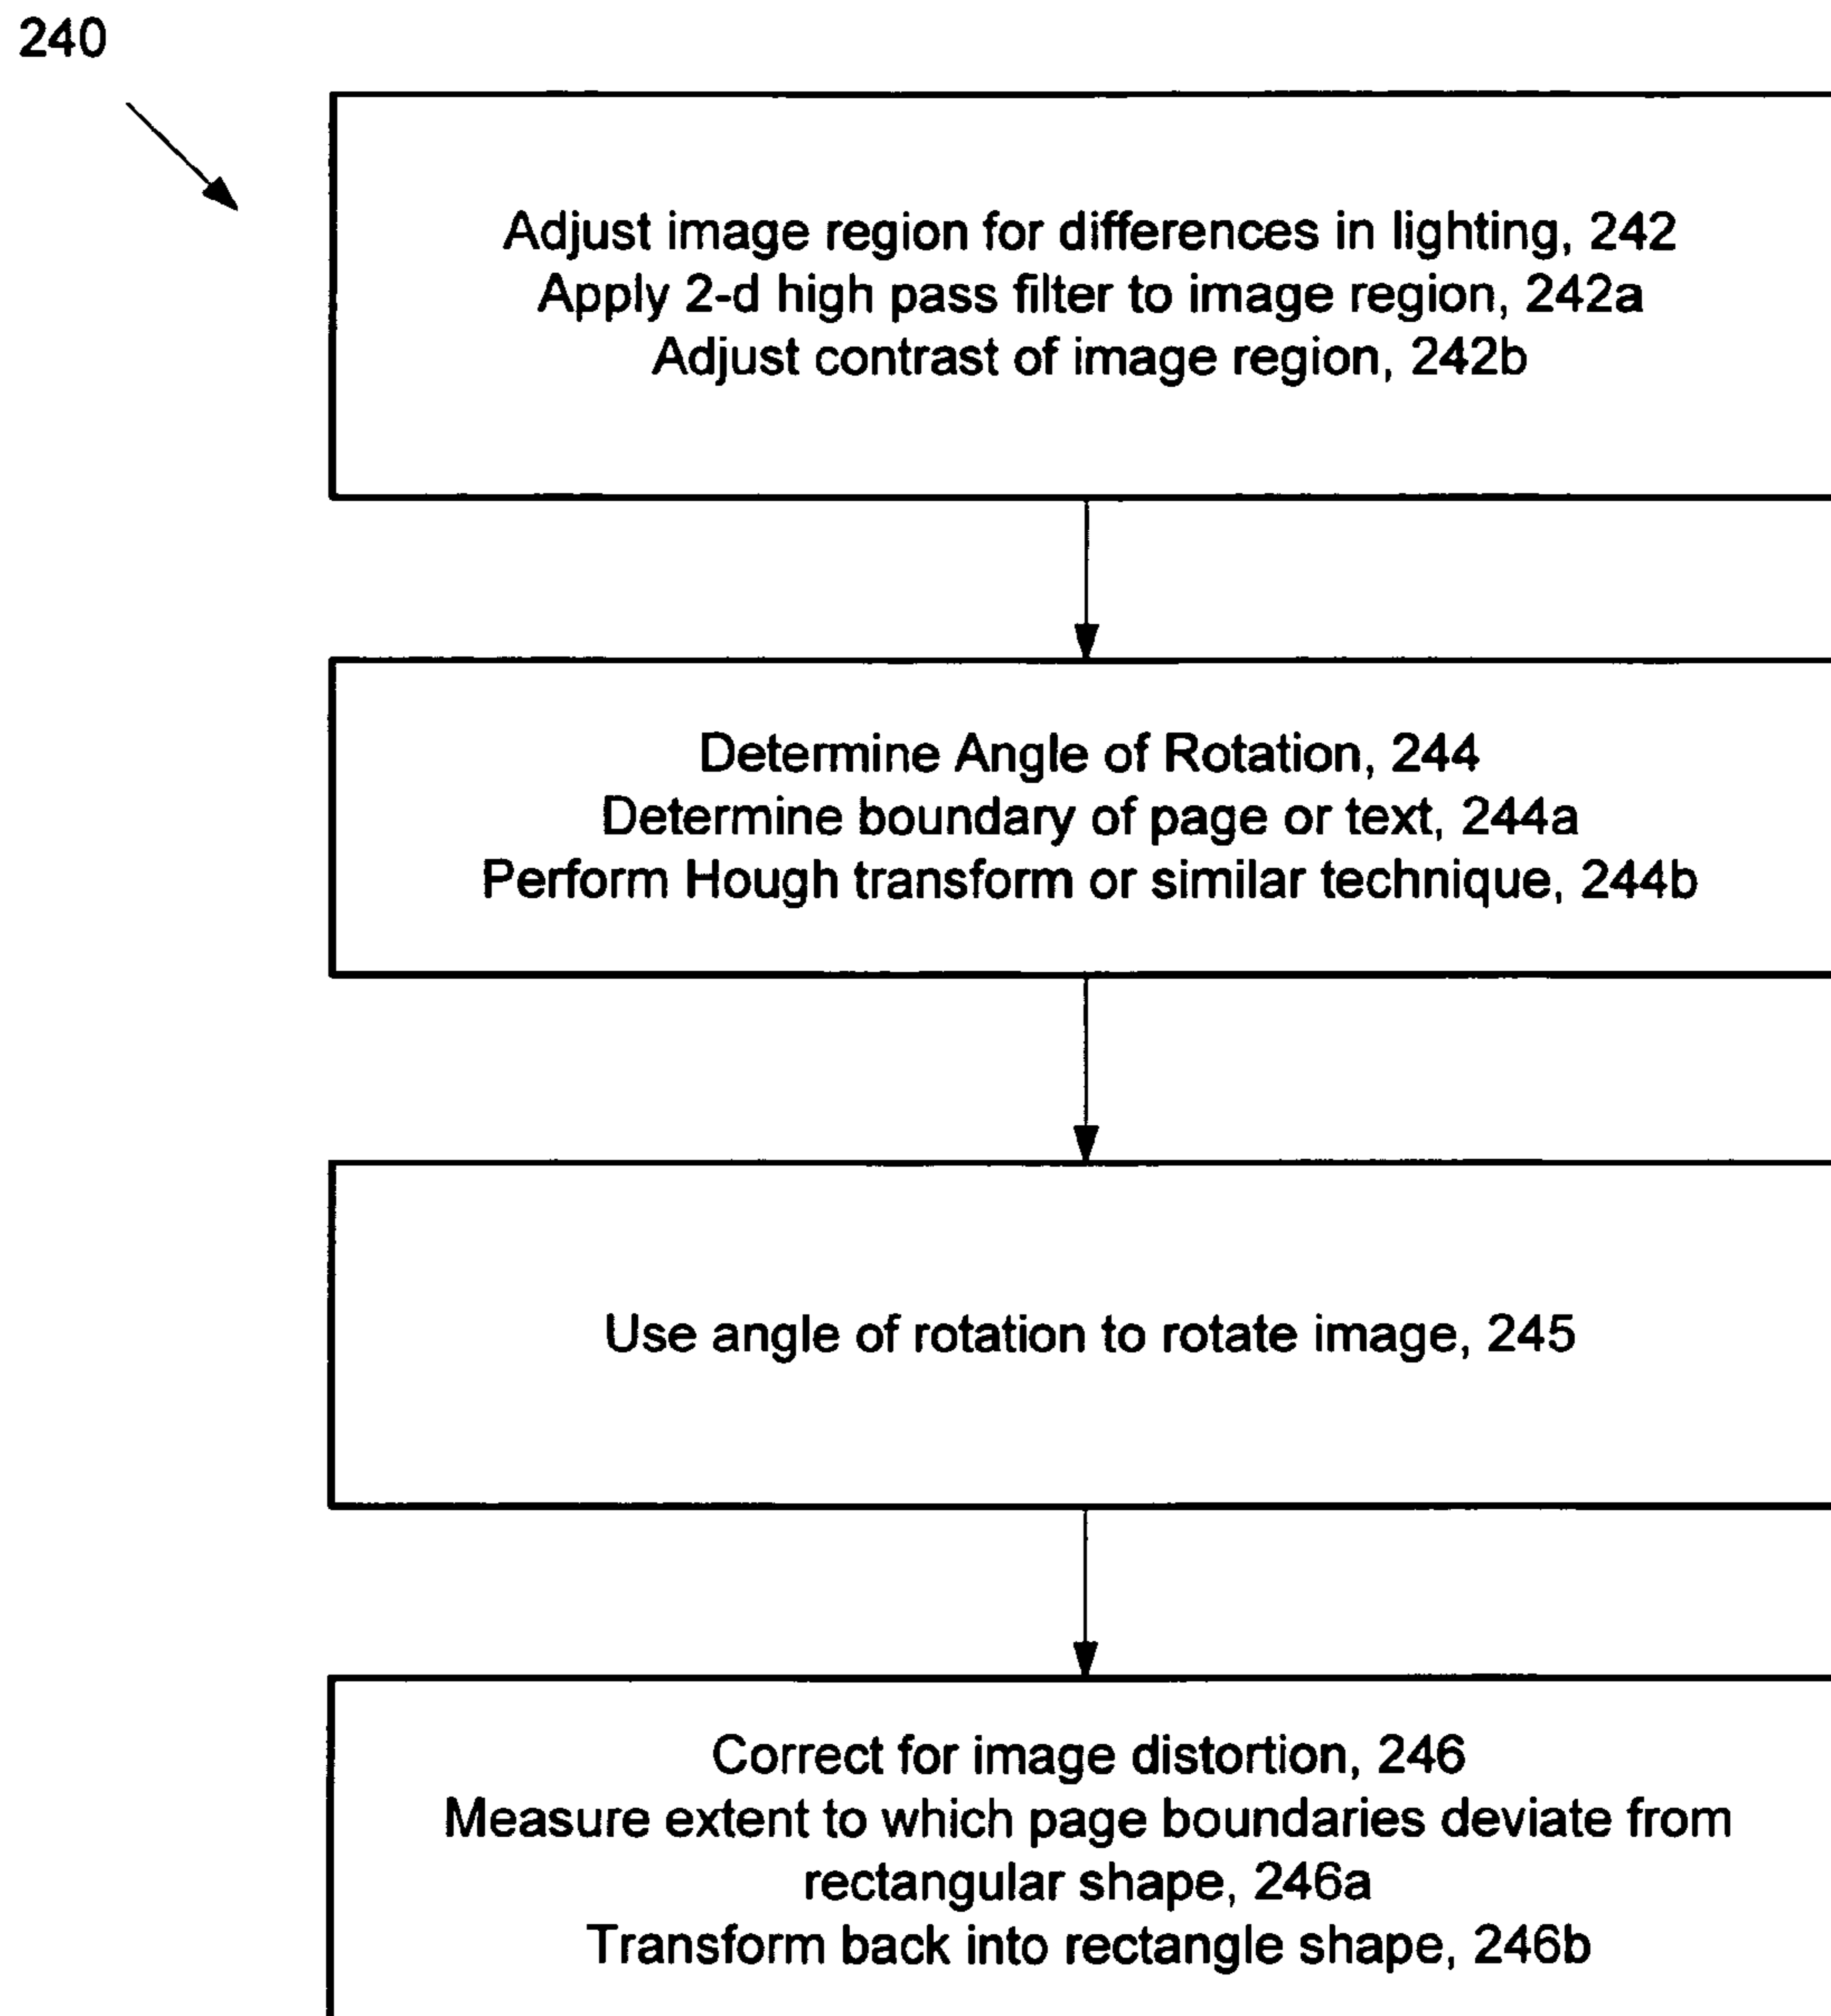 240
Adjust image region for differences in lighting, 242
Apply 2-d high pass filter to image region, 242a
Adjust contrast of image region, 242b
Determine Angle of Rotation, 244
Determine boundary of page or text, 244a
Perform Hough transform or similar technique, 244b
Use angle of rotation to rotate image, 245
Correct for image distortion, 246
Measure extent to which page boundaries deviate from
rectangular shape, 246a
Transform back into rectangle shape, 246b